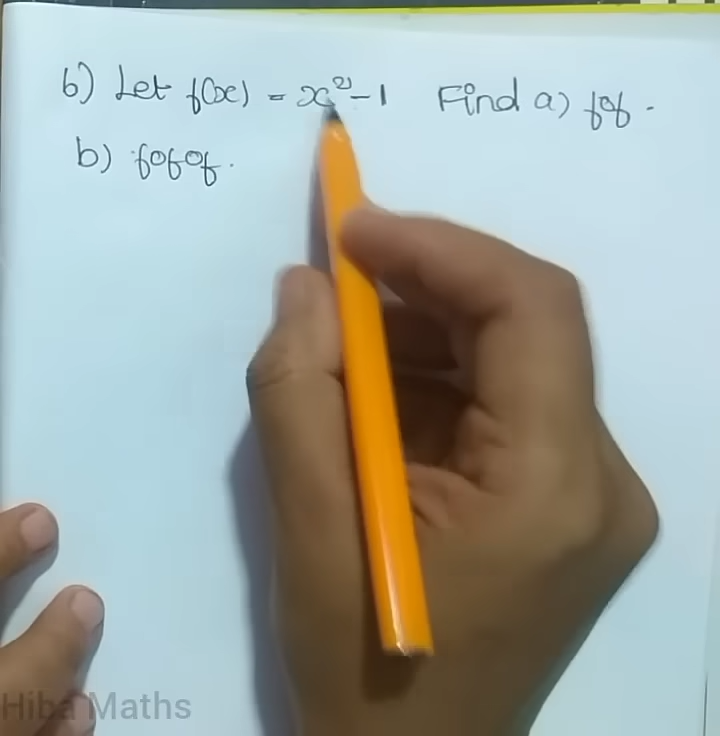 6) Let f(x) = x²-1 Find a) fof.
b) fofof.
Hiba Maths